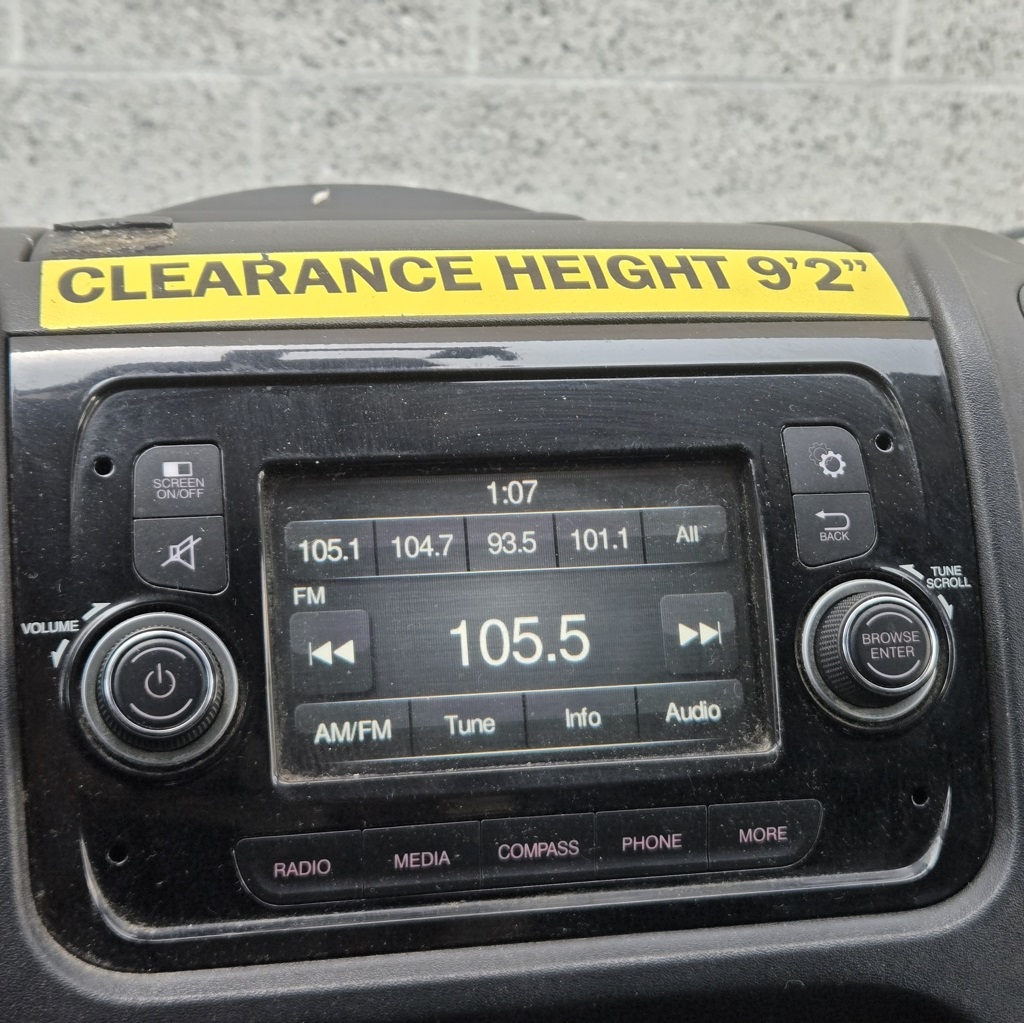 CLEARANCE HEIGHT 9'2”
SCREEN
ON/OFF
1:07
105.1 104.7 93.5 101.1 All
BACK
FM
TUNE
SCROLL
VOLUME
105.5
BROWSE
ENTER
AM/FM Tune Info Audio
RADIO MEDIA COMPASS PHONE MORE